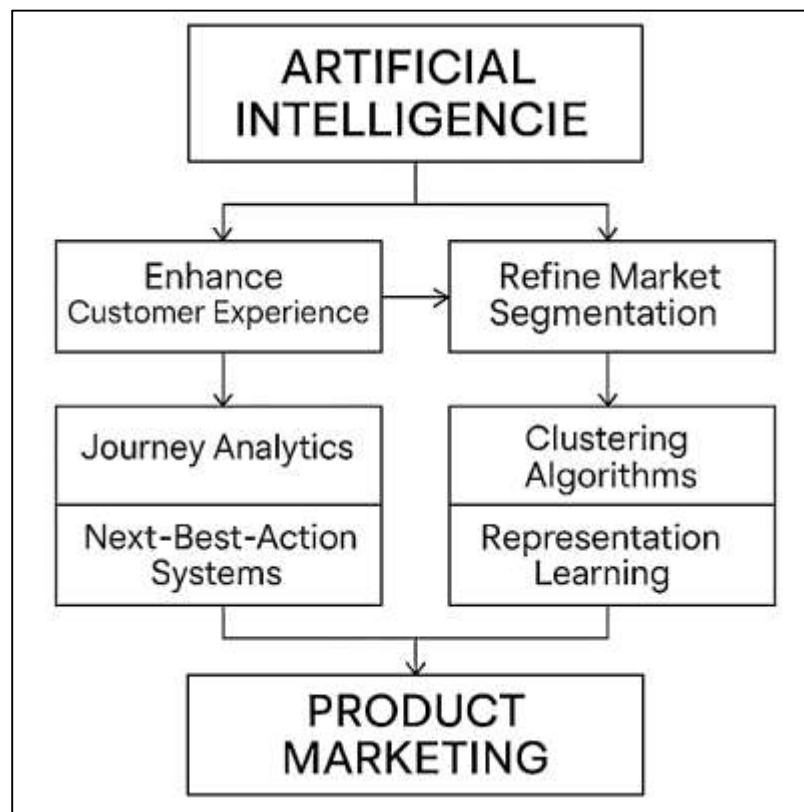 ARTIFICIAL
INTELLIGENCIE
Enhance
Customer Experience
Refine Market
Segmentation
Journey Analytics
Next-Best-Action
Systems
Clustering
Algorithms
Representation
Learning
PRODUCT
MARKETING